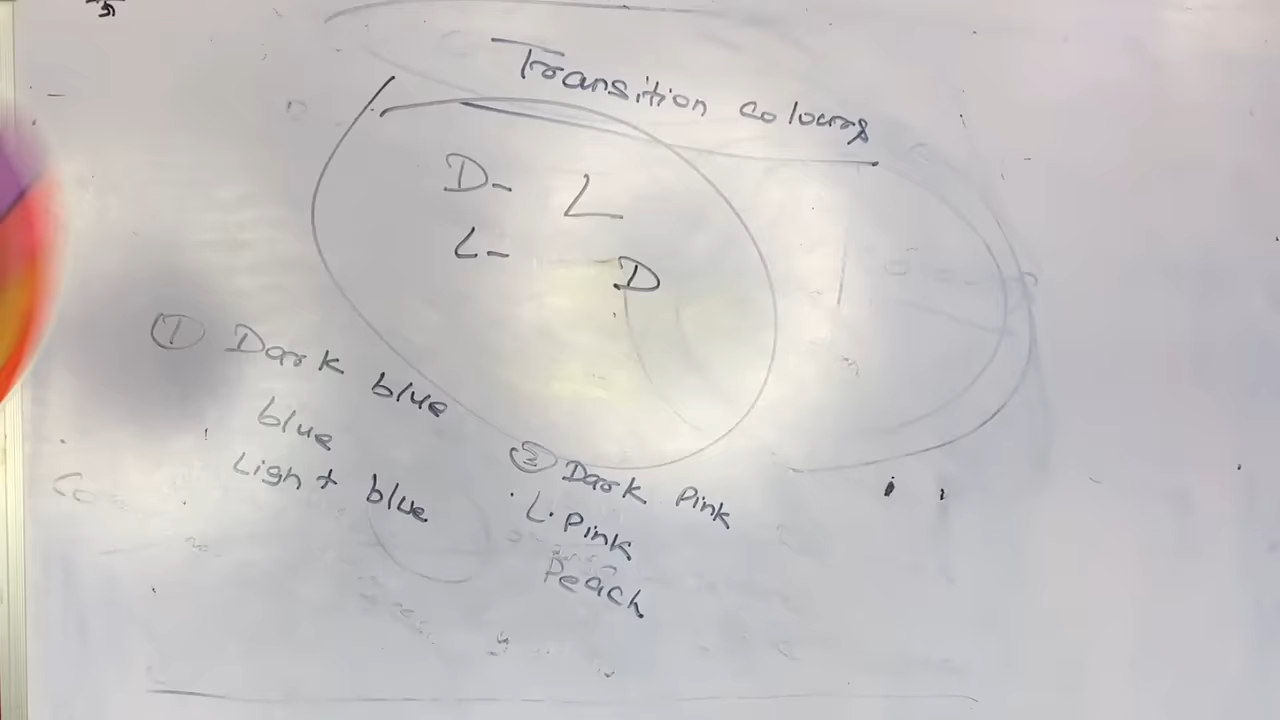 Transition colours
D- L
L- D
① Dark blue
blue
Light blue
② Dark Pink
L. Pink
Peach